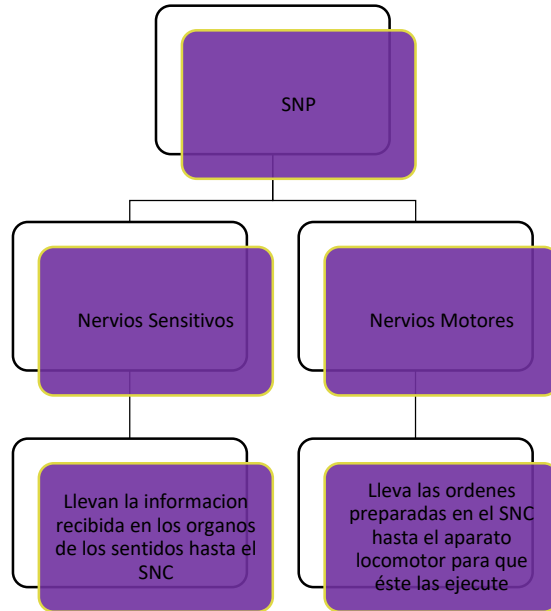 SNP
Nervios Sensitivos
Nervios Motores
Llevan la informacion
recibida en los organos
de los sentidos hasta el
SNC
Lleva las ordenes
preparadas en el SNC
hasta el aparato
locomotor para que
éste las ejecute